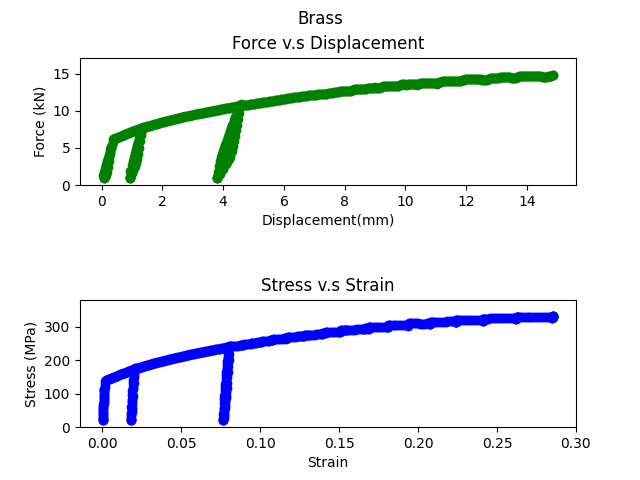 Brass
Force v.s Displacement
Force (kN)
15
10
5
0
0 2 4 6 8 10 12 14
Displacement(mm)
Stress v.s Strain
Stress (MPa)
300
200
100
0
0.00 0.05 0.10 0.15 0.20 0.25 0.30
Strain